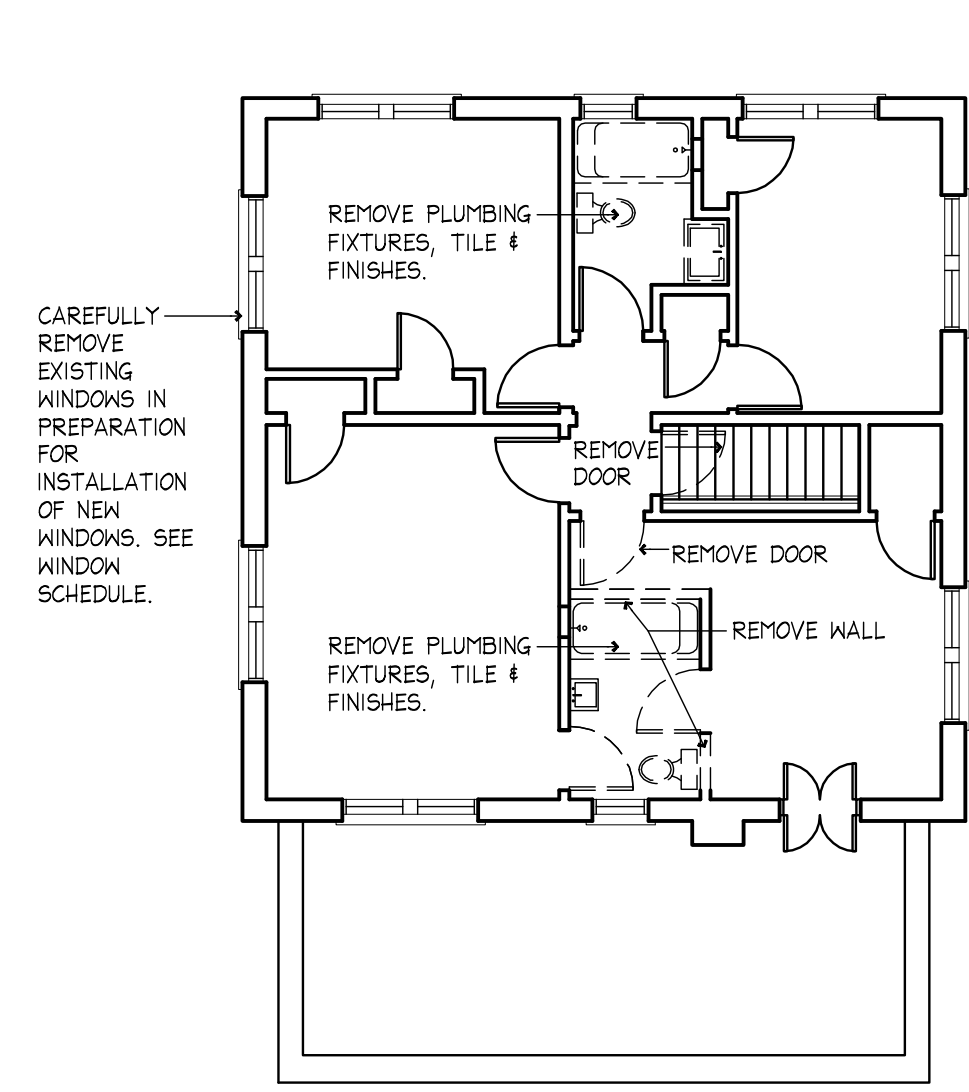 REMOVE PLUMBING
FIXTURES, TILE &
FINISHES.
CAREFULLY
REMOVE
EXISTING
WINDOWS IN
PREPARATION
FOR
INSTALLATION
OF NEW
WINDOWS. SEE
WINDOW
SCHEDULE.
REMOVE
DOOR
REMOVE DOOR
REMOVE WALL
REMOVE PLUMBING
FIXTURES, TILE &
FINISHES.